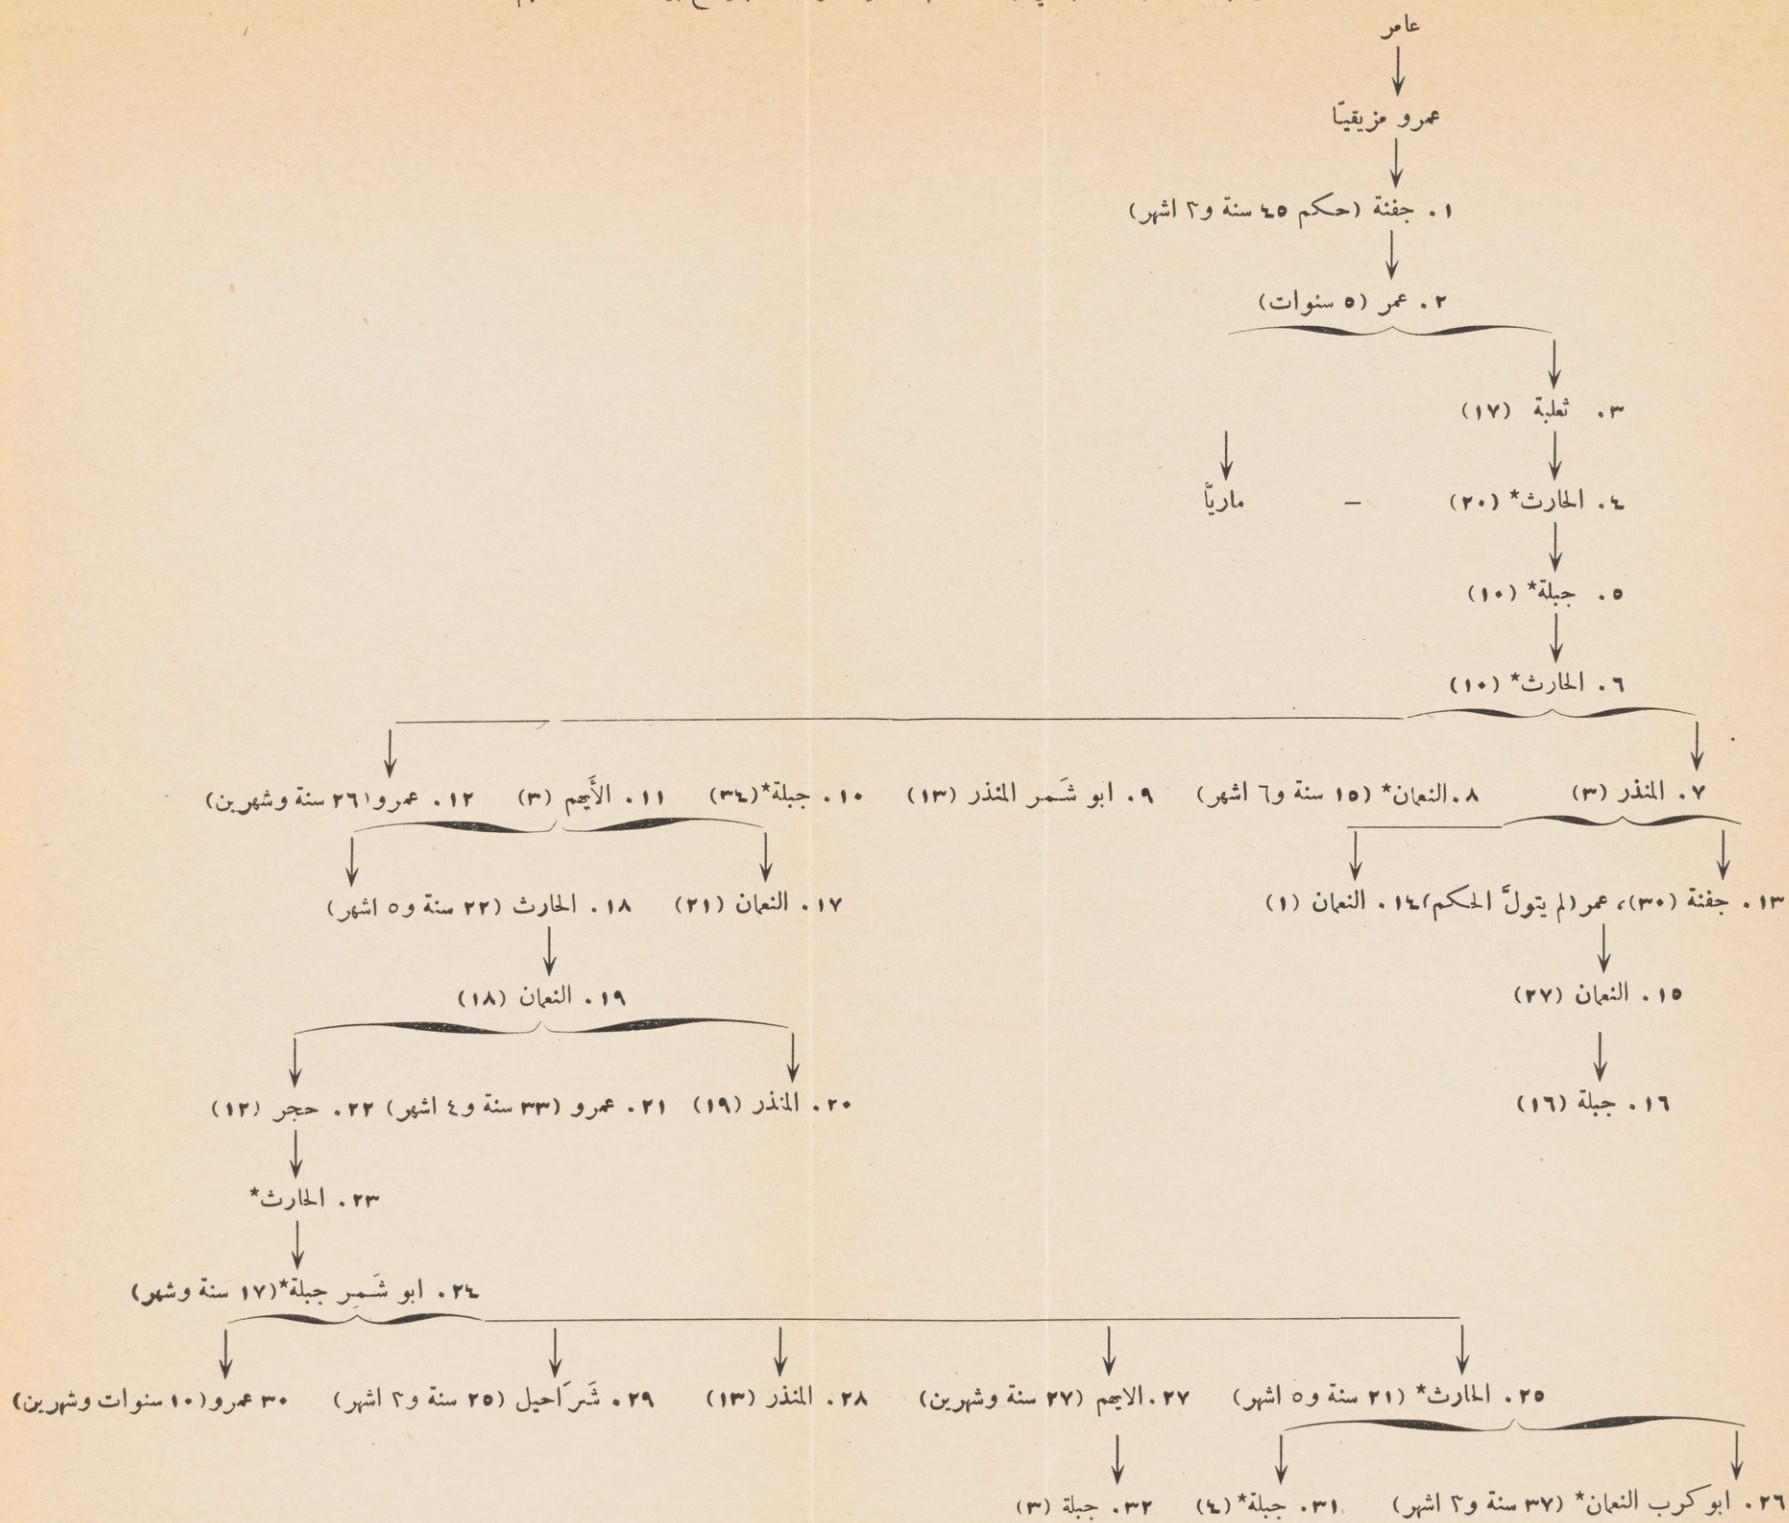 عامر
عمرو مزيقيّا
١. جفنة (حكم ٤٥ سنة و٣ اشهر)
٢. عمر (٥ سنوات)
٣. ثعلبة (١٧)
٤. الحارث* (٢٠) – ماريّا
٥. جبلة* (١٠)
٦. الحارث* (١٠)
٧. المنذر (٣) ٨. النعمان* (١٥ سنة و٦ اشهر) ٩. ابو شَمر المنذر (١٣) ١٠. جبلة* (٣٤) ١١. الأَيهم (٣) ١٢. عمرو (٢٦ سنة وشهرين)
١٣. جفنة (٣٠)، عمر (لم يتولَّ الحكم) ١٤. النعمان (١) ١٧. النعمان (٢١) ١٨. الحارث (٢٢ سنة و٥ اشهر)
١٥. النعمان (٢٧) ١٩. النعمان (١٨)
١٦. جبلة (١٦) ٢٠. المنذر (١٩) ٢١. عمرو (٣٣ سنة و٤ اشهر) ٢٢. حجر (١٢)
٢٣. الحارث*
٢٤. ابو شَمِر جبلة* (١٧ سنة وشهر)
٢٥. الحارث* (٢١ سنة و٥ اشهر) ٢٧. الايهم (٢٧ سنة وشهرين) ٢٨. المنذر (١٣) ٢٩. شَرَاحيل (٢٥ سنة و٣ اشهر) ٣٠ عمرو (١٠ سنوات وشهرين)
٢٦. ابو كرب النعمان* (٣٧ سنة و٣ اشهر) ٣١. جبلة* (٤) ٣٢. جبلة (٣)